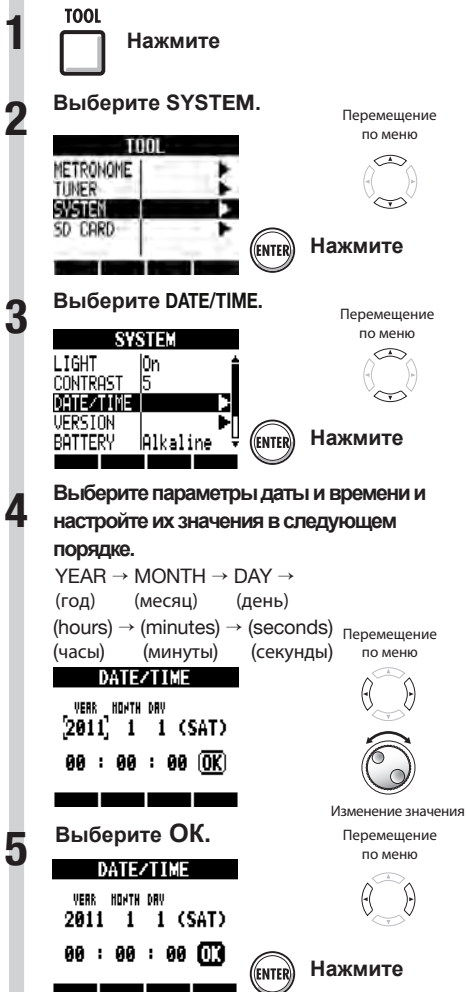 1
TOOL
Нажмите
2
Выберите SYSTEM.
Перемещение
по меню
TOOL
METRONOME
TUNER
SYSTEM
SD CARD
ENTER
Нажмите
3
Выберите DATE/TIME.
Перемещение
по меню
SYSTEM
LIGHT On
CONTRAST 5
DATE/TIME
VERSION
BATTERY Alkaline
ENTER
Нажмите
4
Выберите параметры даты и времени и
настройте их значения в следующем
порядке.
YEAR → MONTH → DAY →
(год) (месяц) (день)
(hours) → (minutes) → (seconds)
(часы) (минуты) (секунды)
Перемещение
по меню
DATE/TIME
YEAR MONTH DAY
[2011] 1 1 (SAT)
00 : 00 : 00 OK
Изменение значения
5
Выберите OK.
Перемещение
по меню
DATE/TIME
YEAR MONTH DAY
2011 1 1 (SAT)
00 : 00 : 00 OK
ENTER
Нажмите